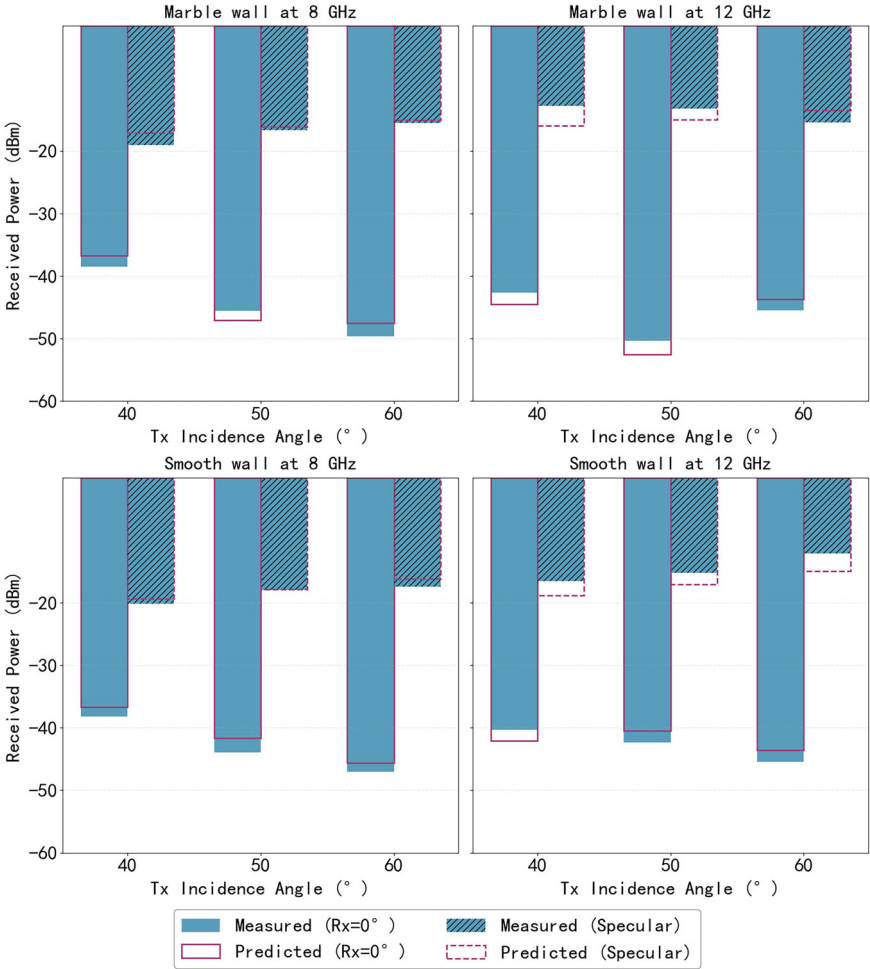 Marble wall at 8 GHz
Marble wall at 12 GHz
Received Power (dBm)
−20
−30
−40
−50
−60
40
50
60
40
50
60
Tx Incidence Angle (°)
Tx Incidence Angle (°)
Smooth wall at 8 GHz
Smooth wall at 12 GHz
Received Power (dBm)
−20
−30
−40
−50
−60
40
50
60
40
50
60
Tx Incidence Angle (°)
Tx Incidence Angle (°)
Measured (Rx=0°)
Measured (Specular)
Predicted (Rx=0°)
Predicted (Specular)